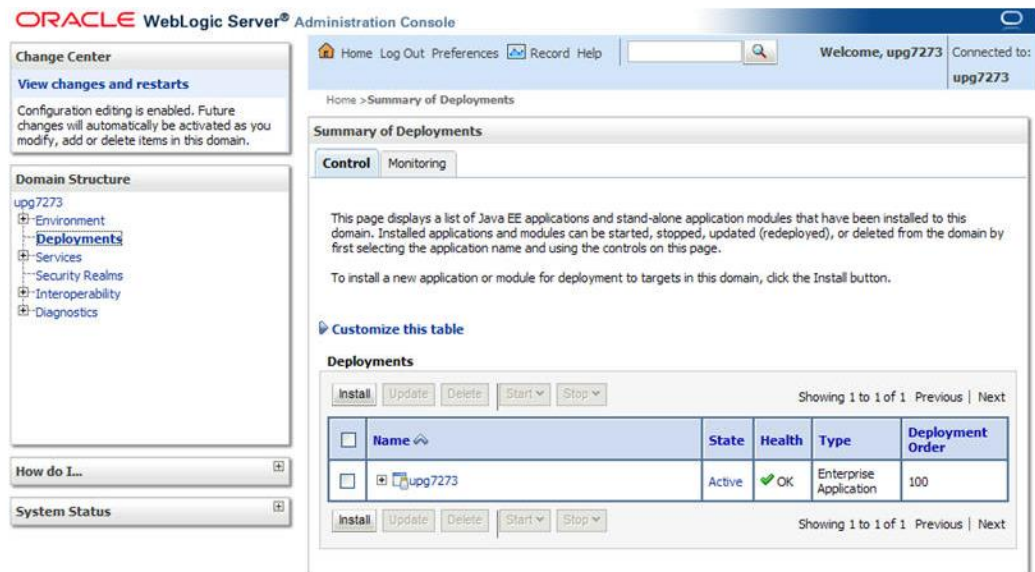 ORACLE WebLogic Server® Administration Console
Change Center
View changes and restarts
Configuration editing is enabled. Future
changes will automatically be activated as you
modify, add or delete items in this domain.
Domain Structure
upg7273
Environment
Deployments
Services
Security Realms
Interoperability
Diagnostics
How do I...
System Status
Home Log Out Preferences Record Help
Welcome, upg7273
Connected to:
upg7273
Home >Summary of Deployments
Summary of Deployments
Control Monitoring
This page displays a list of Java EE applications and stand-alone application modules that have been installed to this
domain. Installed applications and modules can be started, stopped, updated (redeployed), or deleted from the domain by
first selecting the application name and using the controls on this page.
To install a new application or module for deployment to targets in this domain, click the Install button.
Customize this table
Deployments
Install Update Delete Start Stop Showing 1 to 1 of 1 Previous | Next
Name State Health Type Deployment
Order
upg7273 Active OK Enterprise
Application 100
Install Update Delete Start Stop Showing 1 to 1 of 1 Previous | Next